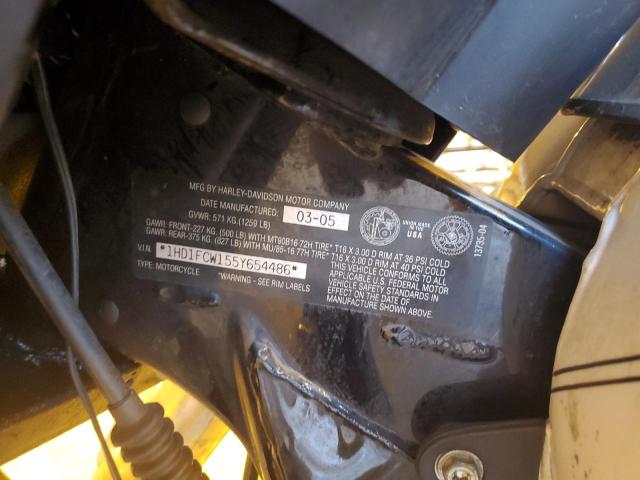 MFG BY HARLEY-DAVIDSON MOTOR COMPANY
DATE MANUFACTURED: 03-05
GVWR: 571 KG.(1259 LB)
GAWR: FRONT-227 KG. (500 LB) WITH MT90B16 72H TIRE* T16 X 3.00 D RIM AT 36 PSI COLD
GAWR: REAR-375 KG. (827 LB) WITH MU85-16 77H TIRE* T16 X 3.00 D RIM AT 40 PSI COLD
V.I.N. *1HD1FCW155Y654486*
TYPE: MOTORCYCLE
*WARNING - SEE RIM LABELS
THIS VEHICLE CONFORMS TO ALL
APPLICABLE U.S. FEDERAL MOTOR
VEHICLE SAFETY STANDARDS IN
EFFECT ON THE DATE OF
MANUFACTURE SHOWN ABOVE.
UNION MADE IN
USA
13735-04